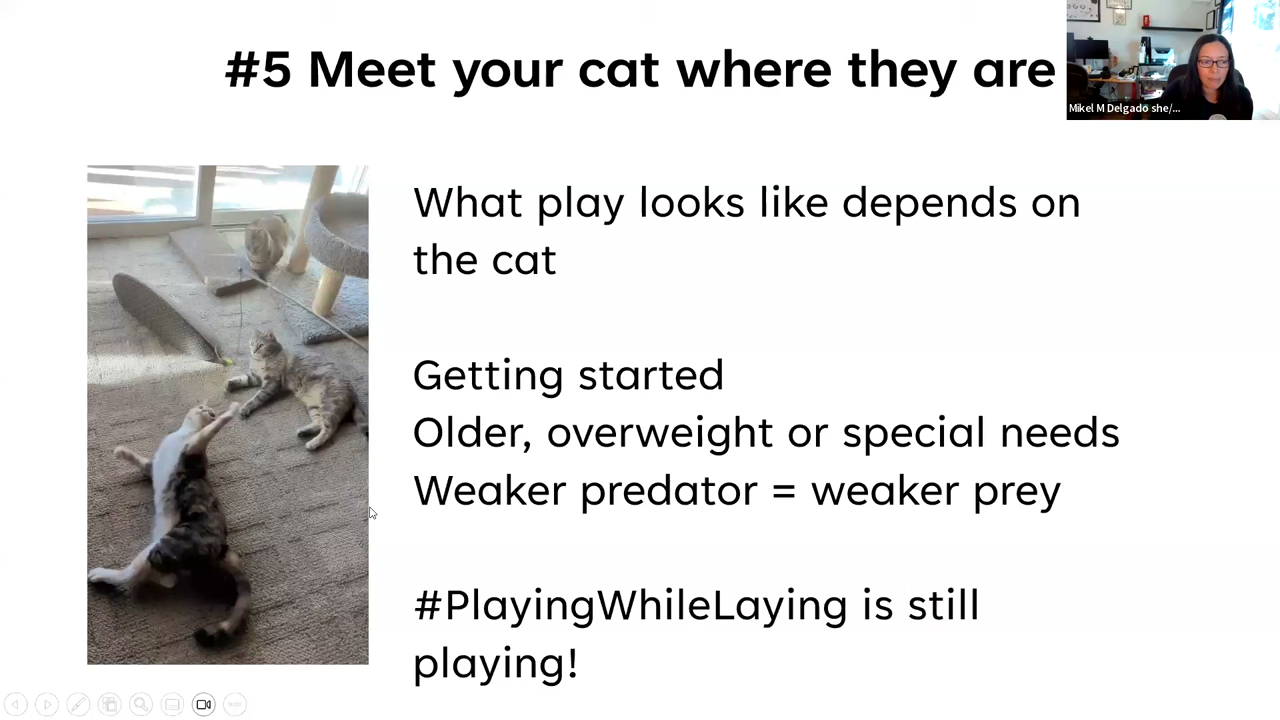 #5 Meet your cat where they are
Mikel M Delgado she/...
What play looks like depends on
the cat
Getting started
Older, overweight or special needs
Weaker predator = weaker prey
#PlayingWhileLaying is still
playing!